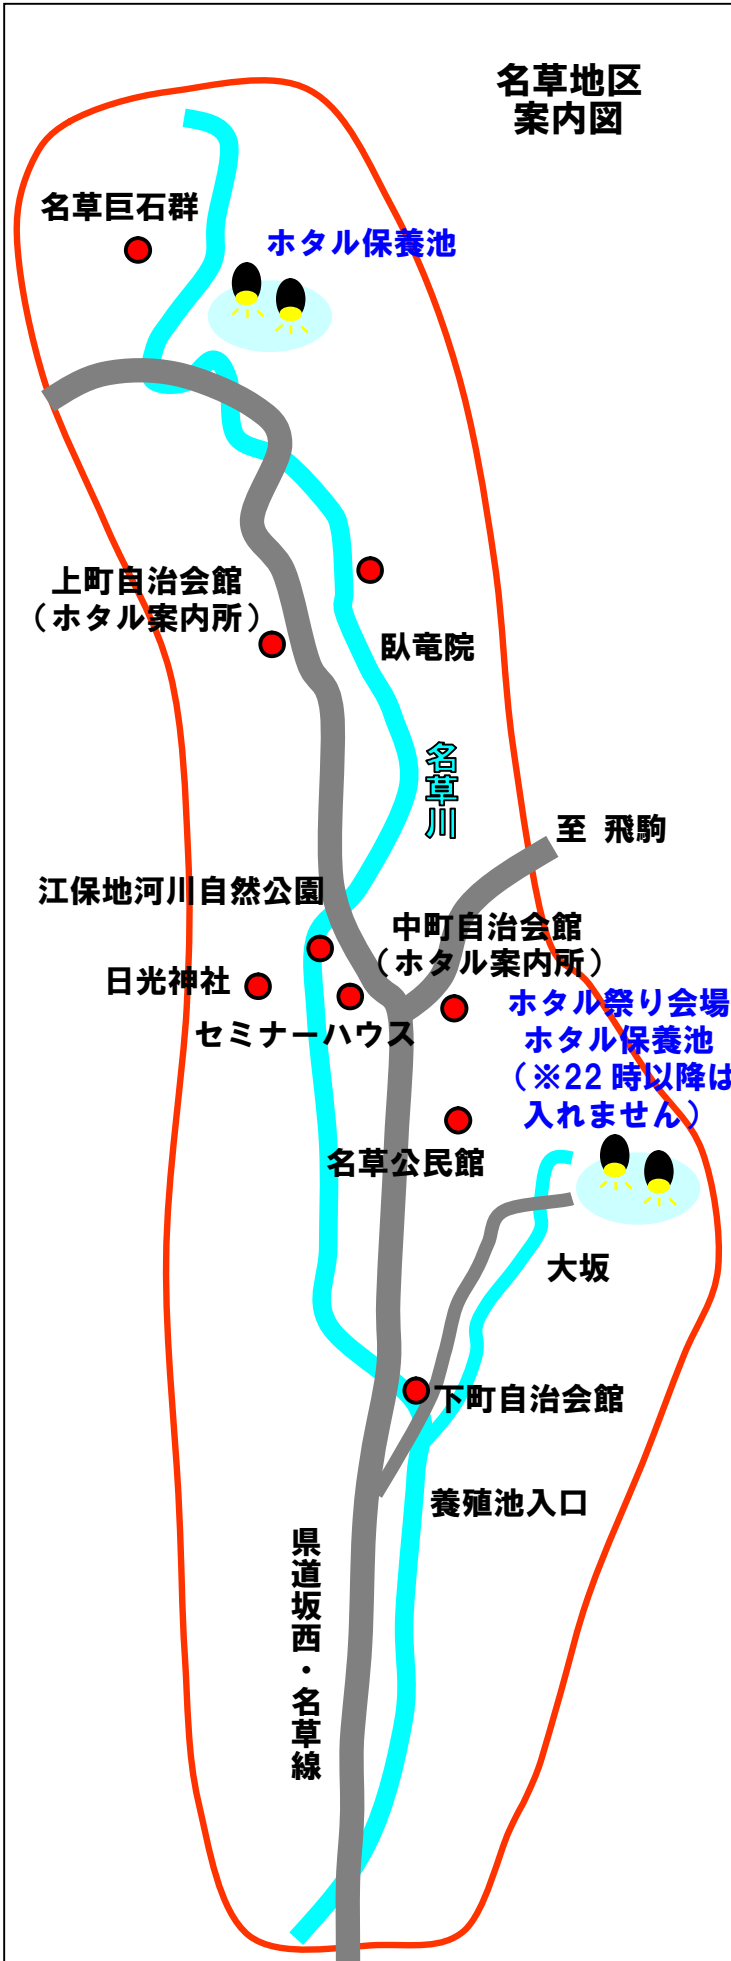 名草地区
案内図
名草巨石群
ホタル保養池
上町自治会館
（ホタル案内所）
臥竜院
名草川
至 飛駒
江保地河川自然公園
中町自治会館
（ホタル案内所）
日光神社
セミナーハウス
ホタル祭り会場
ホタル保養池
（※22時以降は
入れません）
名草公民館
大坂
下町自治会館
養殖池入口
県道坂西・名草線